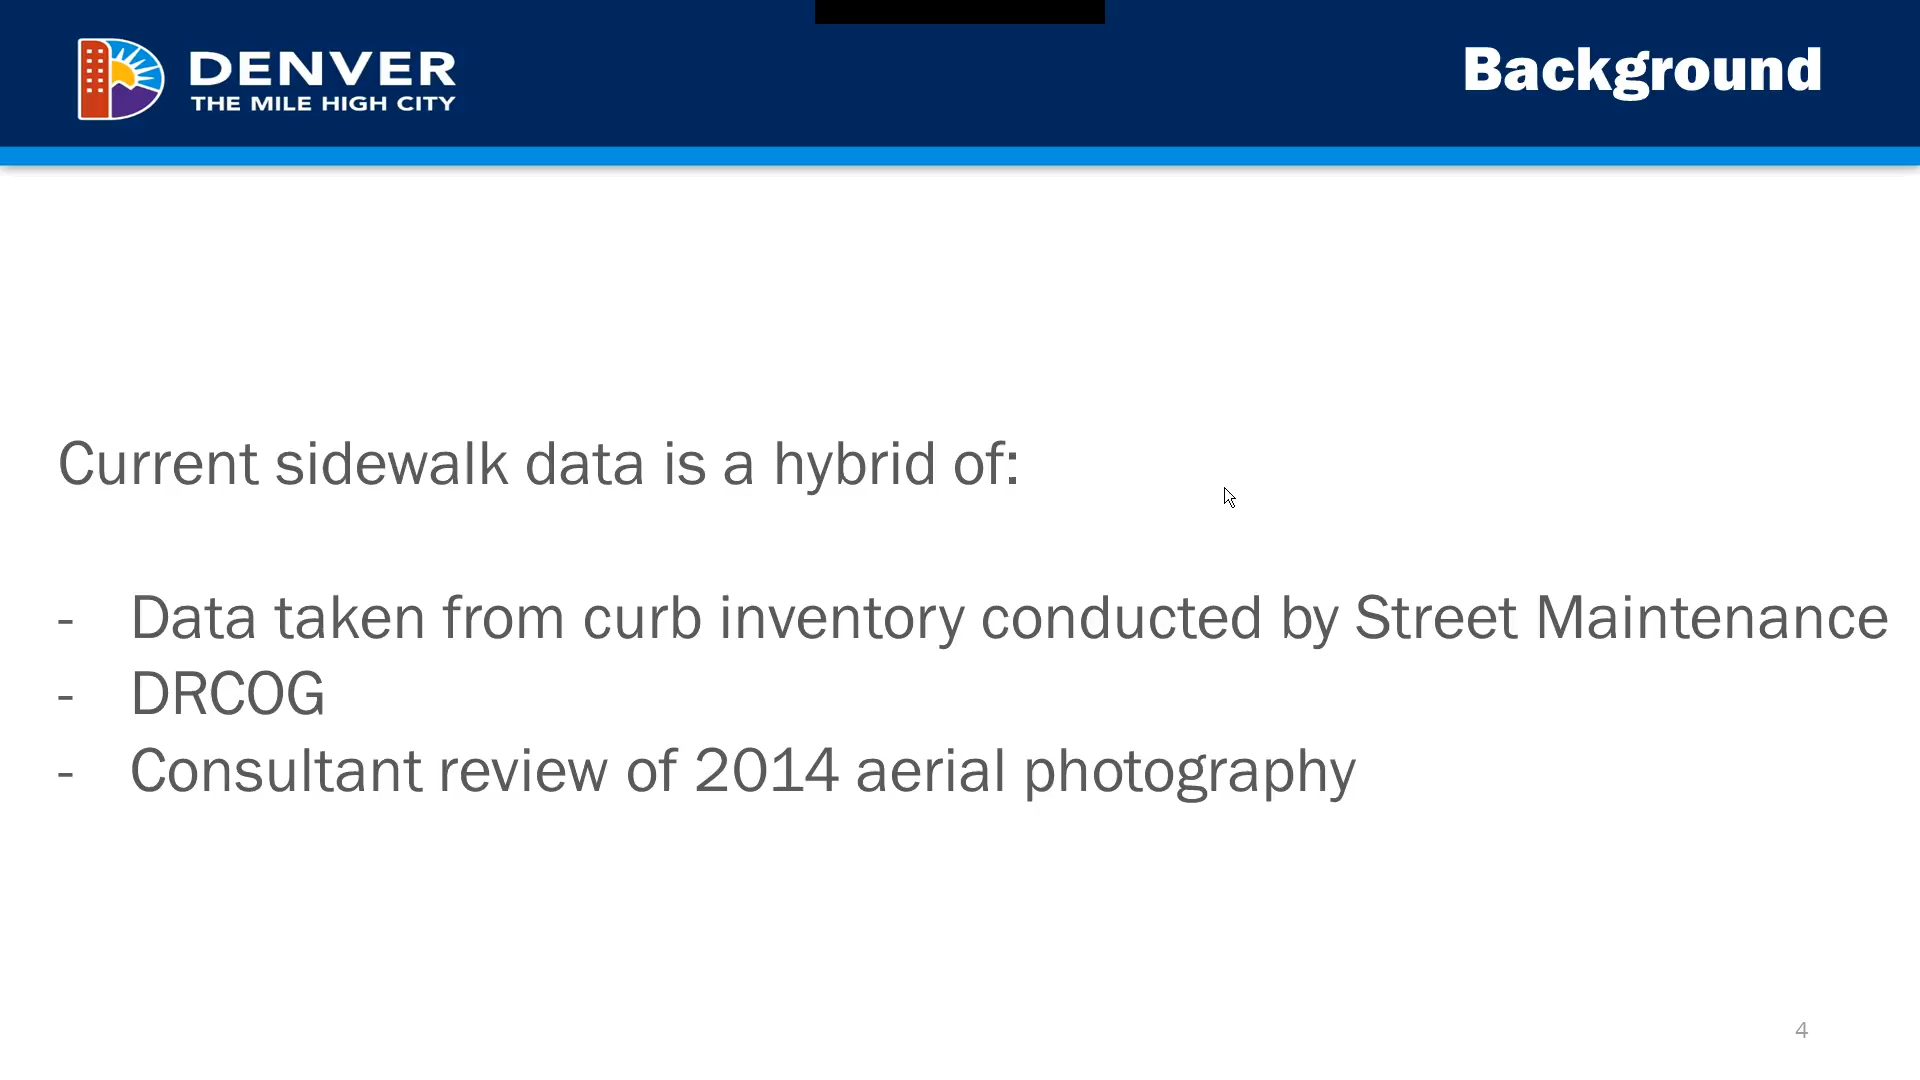 DENVER
THE MILE HIGH CITY
Background
Current sidewalk data is a hybrid of:
- Data taken from curb inventory conducted by Street Maintenance
- DRCOG
- Consultant review of 2014 aerial photography
4